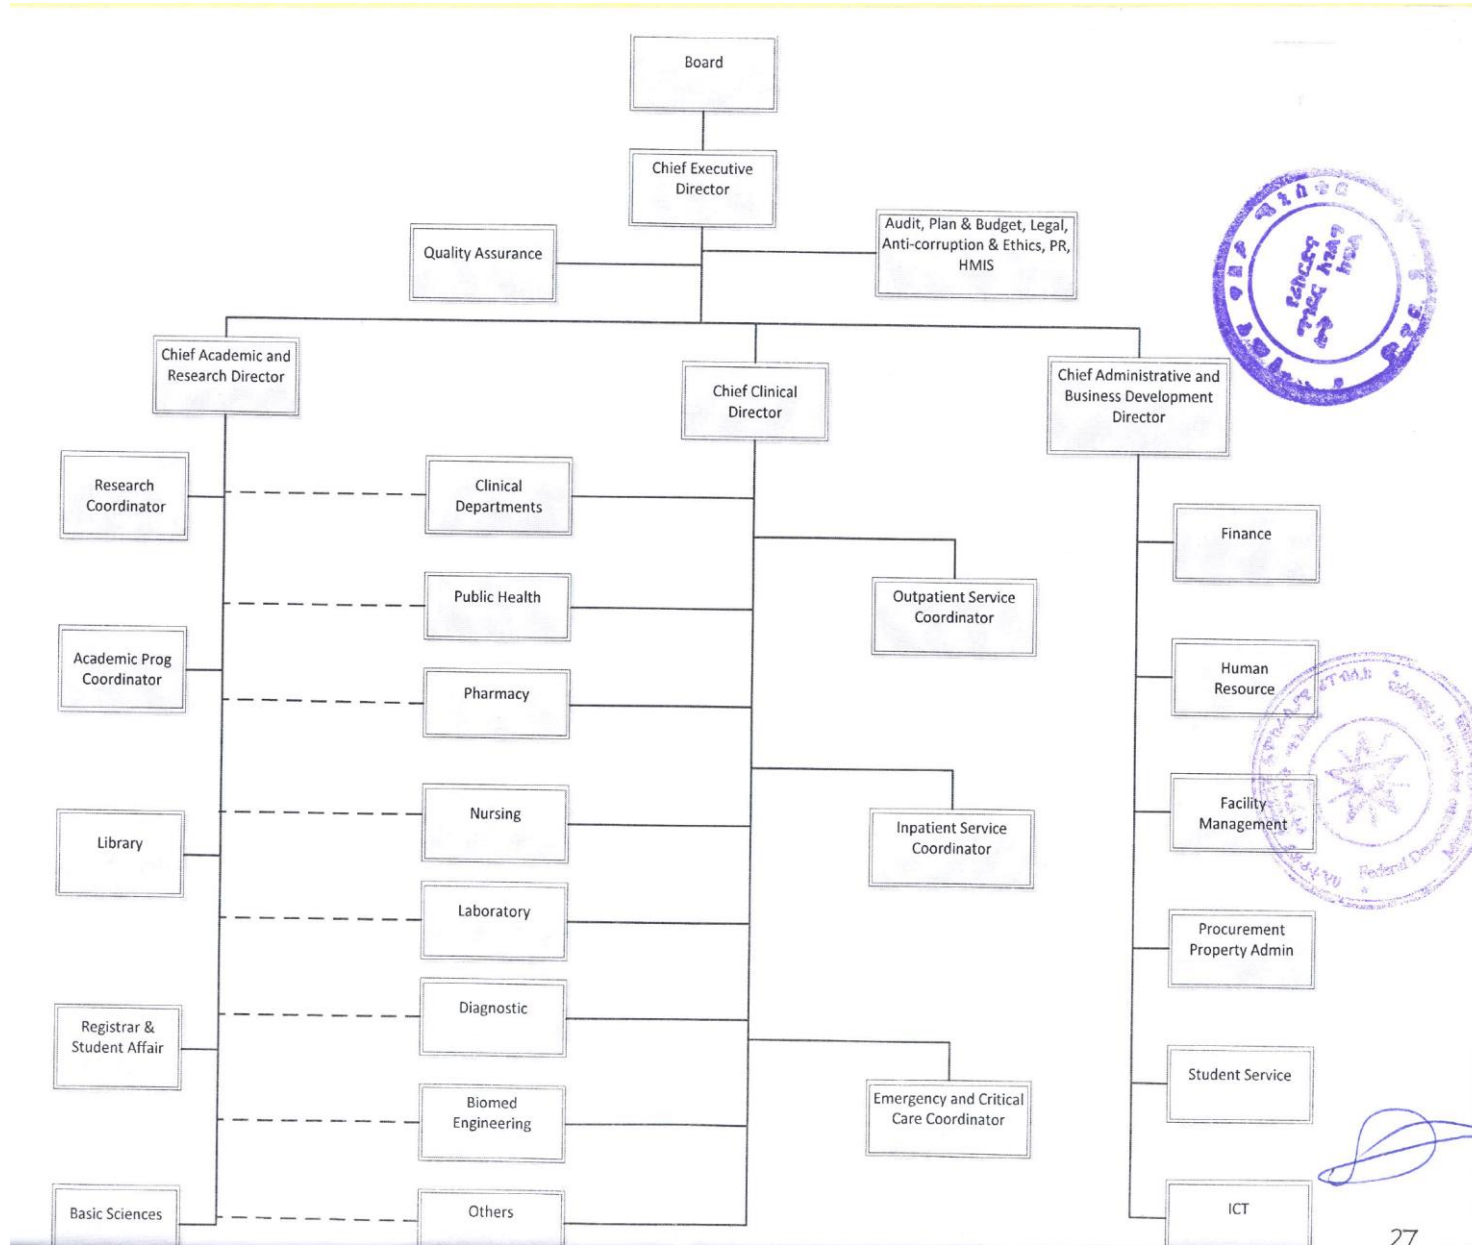 Board
Chief Executive
Director
Quality Assurance
Audit, Plan & Budget, Legal,
Anti-corruption & Ethics, PR,
HMIS
Chief Academic and
Research Director
Chief Clinical
Director
Chief Administrative and
Business Development
Director
Research
Coordinator
Clinical
Departments
Finance
Outpatient Service
Coordinator
Public Health
Academic Prog
Coordinator
Pharmacy
Human
Resource
Library
Nursing
Inpatient Service
Coordinator
Facility
Management
Federal
Laboratory
Procurement
Property Admin
Registrar &
Student Affair
Diagnostic
Emergency and Critical
Care Coordinator
Student Service
Biomed
Engineering
Basic Sciences
Others
ICT
27